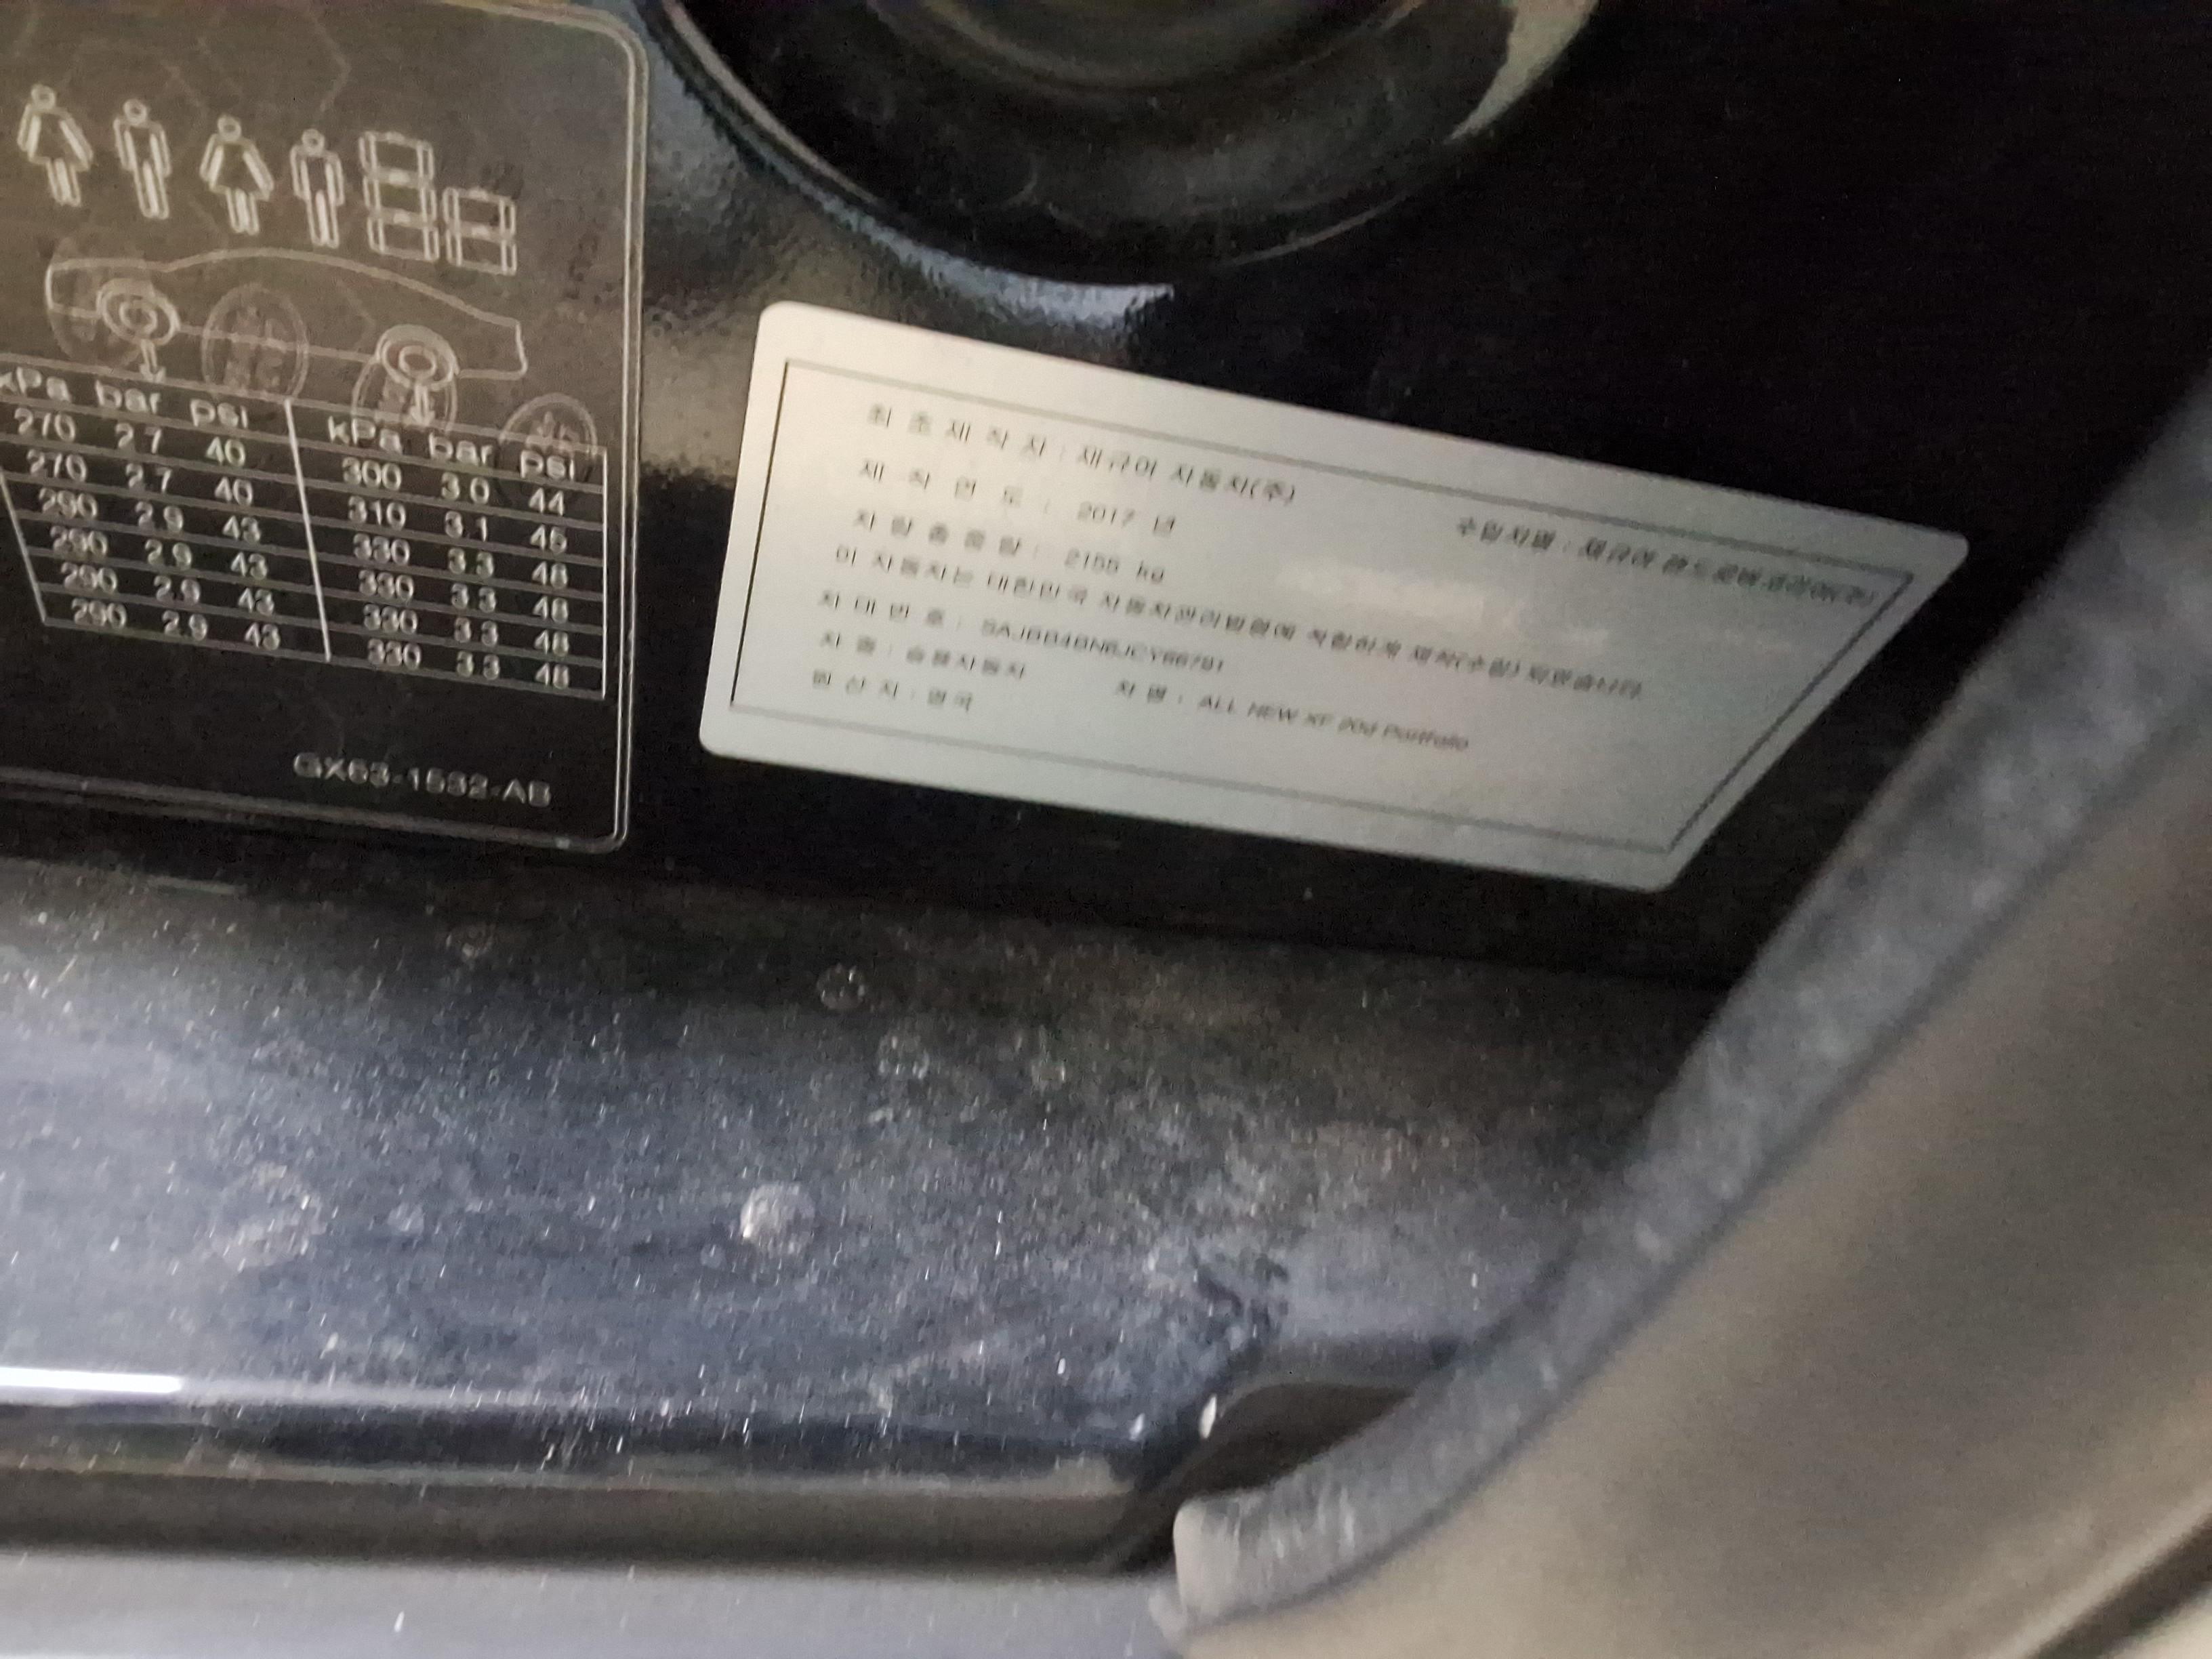 kPa bar psi kPa bar psi
270 2.7 40 300 3.0 44
270 2.7 40 310 3.1 45
290 2.9 43 330 3.3 48
290 2.9 43 330 3.3 48
290 2.9 43 330 3.3 48
290 2.9 43 330 3.3 48
GX63-1532-AB
최 초 제 작 자 : 재규어 자동차(주)
제 작 연 도 : 2017 년
수입자명 : 재규어 랜드로버코리아(주)
차 량 총 중 량 : 2155 kg
이 자동차는 대한민국 자동차관리법령에 적합하게 제작(수입) 되었습니다
차 대 번 호 :
차 종 : 승용자동차
차 명 : ALL NEW XF 20d Portfolio
원 산 지 : 영국